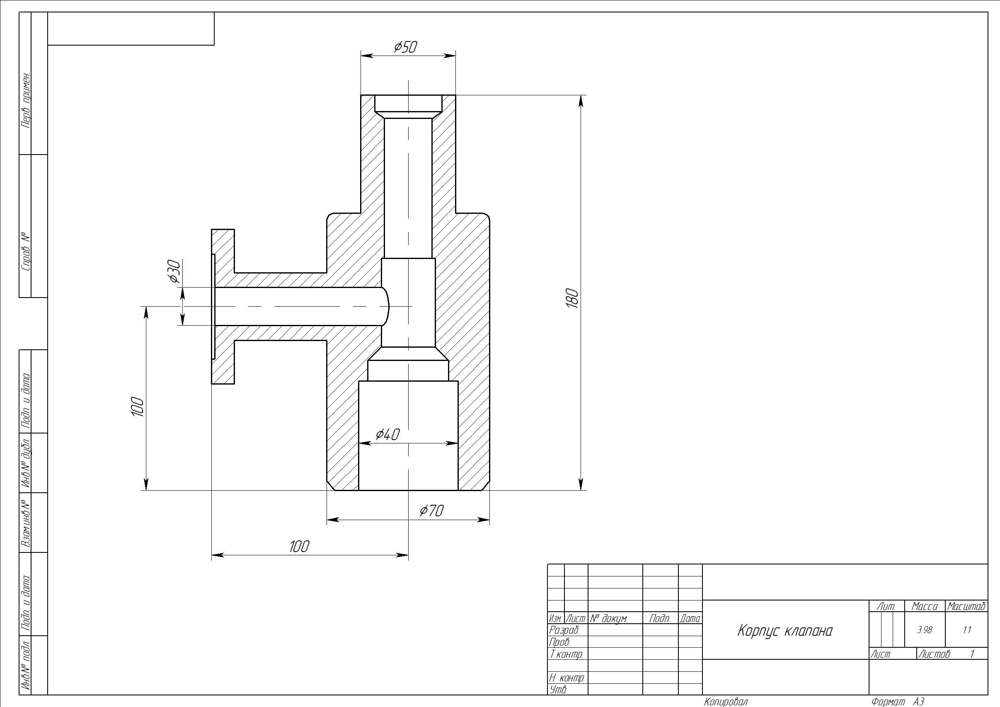 Перв. примен.
Справ. №
Подп. и дата
Инв.№ дубл.
Взам.инв.№
Подп. и дата
Инв.№ подл.
⌀50
⌀30
180
100
⌀40
⌀70
100
Изм. Лист № докум. Подп. Дата
Разраб.
Пров.
Т.контр.
Н. контр.
Утв.
Корпус клапана
Лит. Масса Масштаб
3.98 1:1
Лист Листов 1
Копировал Формат А3